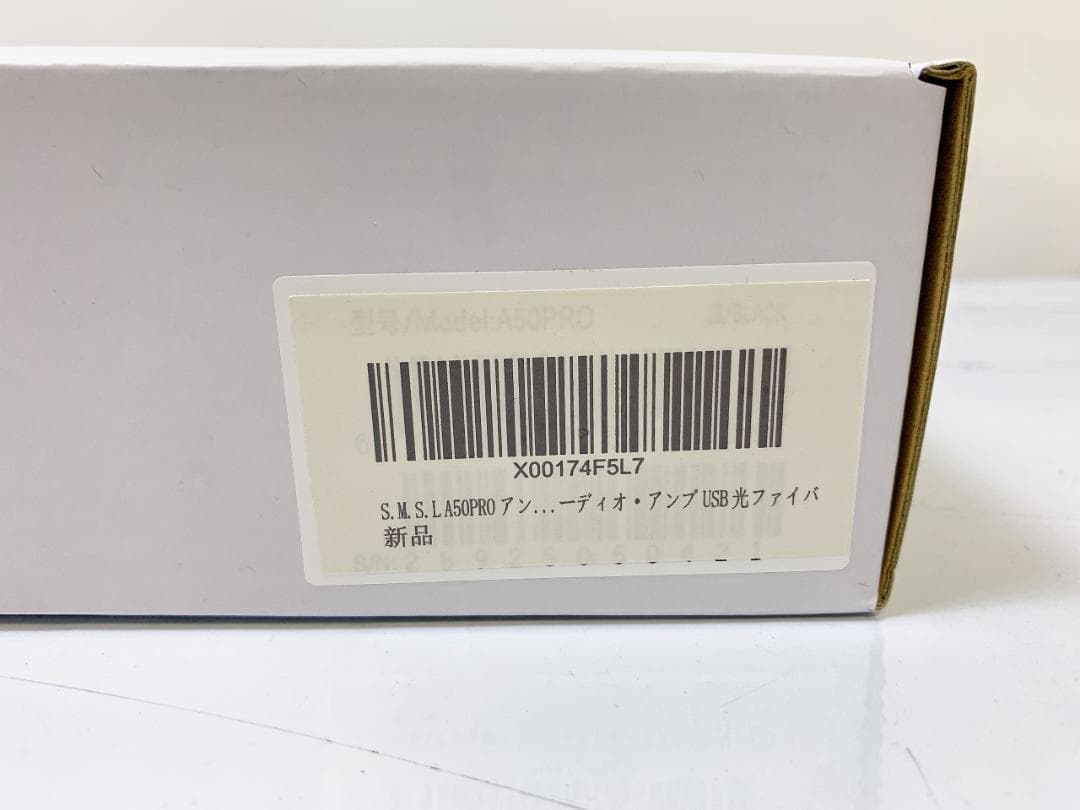 型号/Model:A50PRO 黑/BLACK
X00174F5L7
S.M.S.L A50PRO アン...ーディオ・アンプ USB 光ファイバ
新品